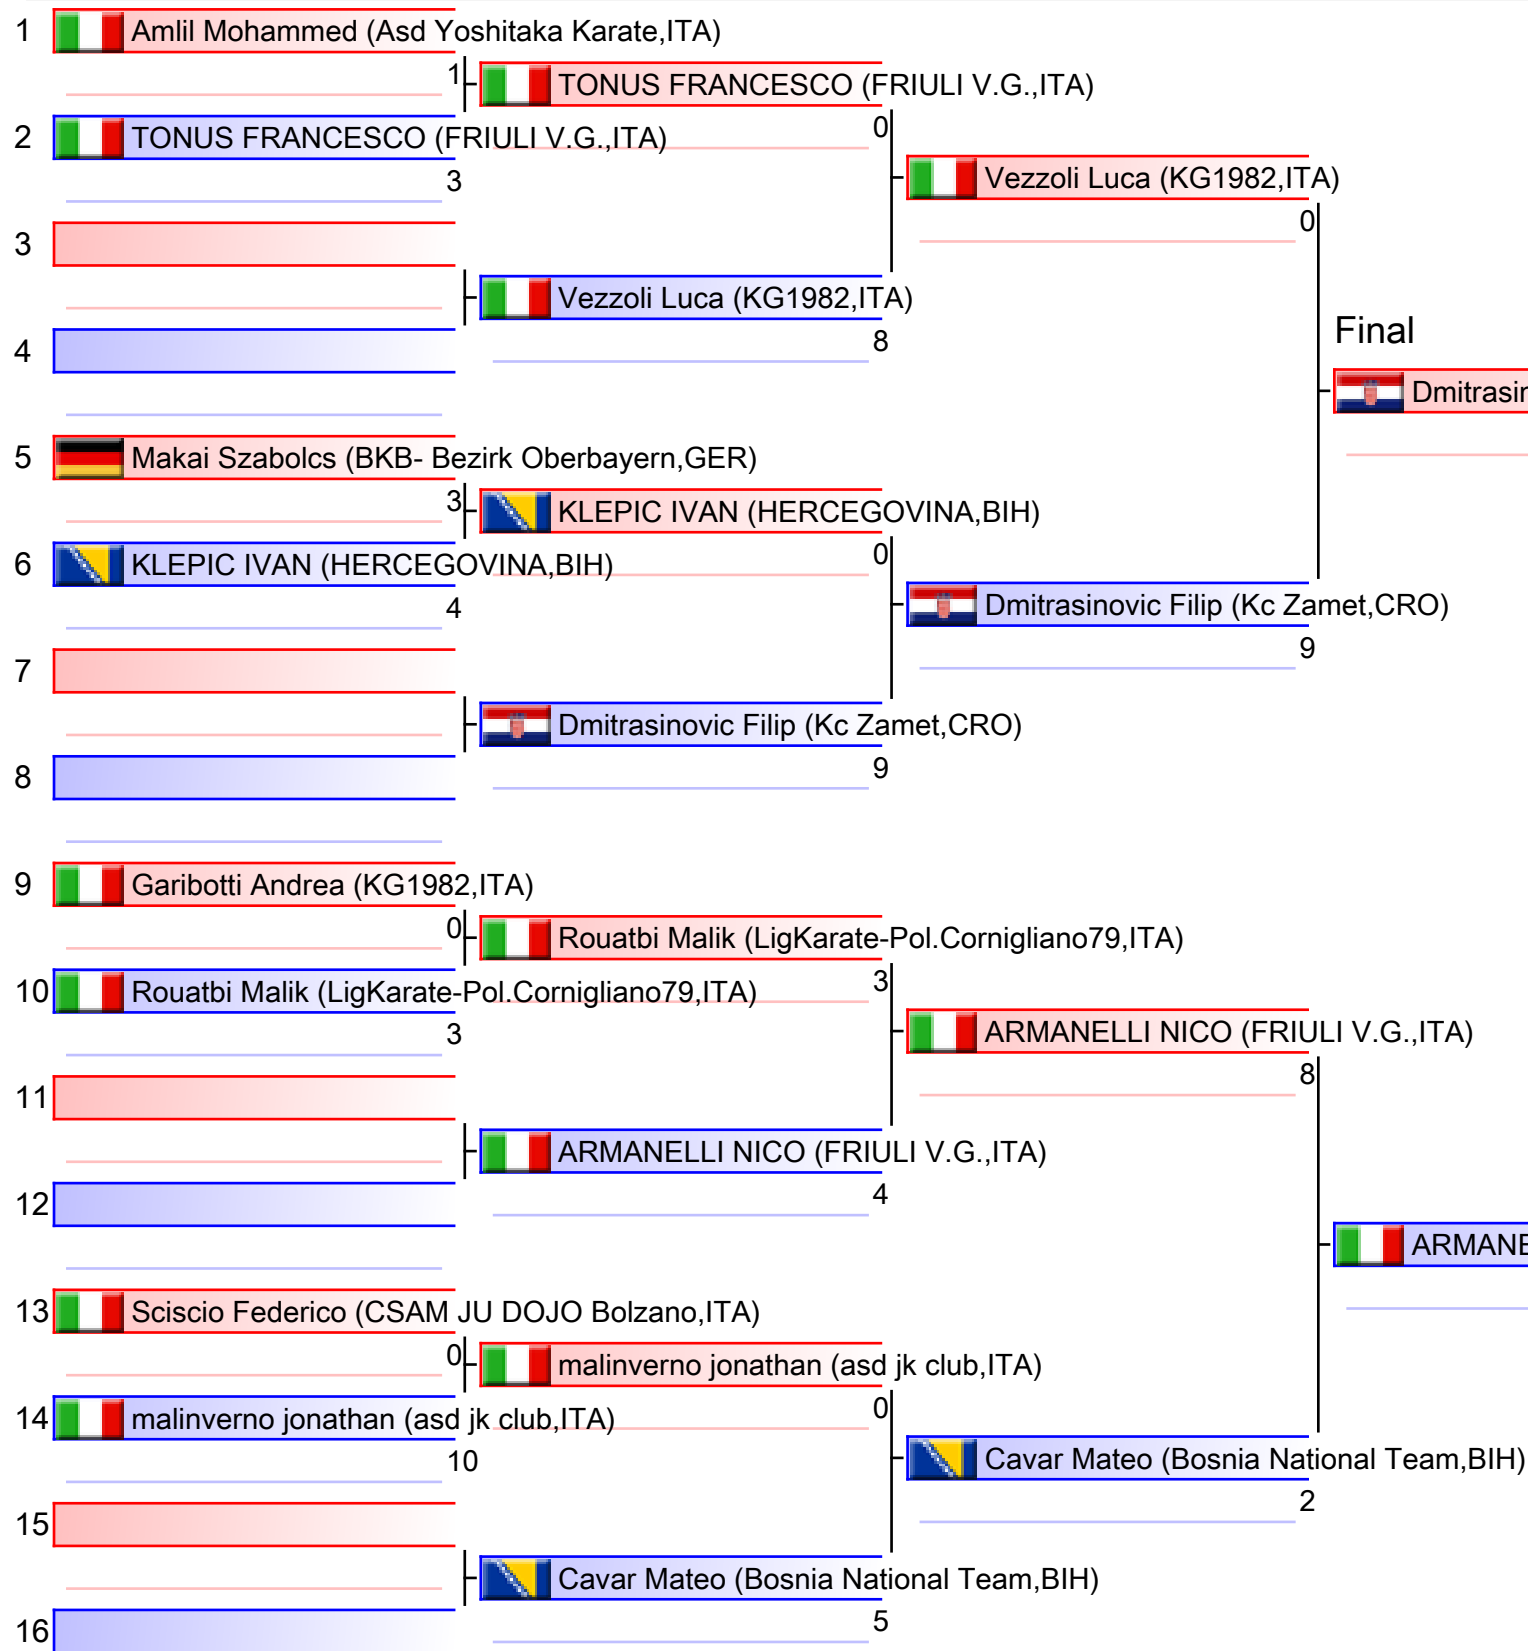 1 Amlil Mohammed (Asd Yoshitaka Karate,ITA)
1 TONUS FRANCESCO (FRIULI V.G.,ITA)
0
2 TONUS FRANCESCO (FRIULI V.G.,ITA)
3
Vezzoli Luca (KG1982,ITA)
0
3
Vezzoli Luca (KG1982,ITA)
8
4
Final
Dmitrasin
5 Makai Szabolcs (BKB- Bezirk Oberbayern,GER)
3 KLEPIC IVAN (HERCEGOVINA,BIH)
0
6 KLEPIC IVAN (HERCEGOVINA,BIH)
4
Dmitrasinovic Filip (Kc Zamet,CRO)
9
7
Dmitrasinovic Filip (Kc Zamet,CRO)
9
8
9 Garibotti Andrea (KG1982,ITA)
0 Rouatbi Malik (LigKarate-Pol.Cornigliano79,ITA)
3
10 Rouatbi Malik (LigKarate-Pol.Cornigliano79,ITA)
3
ARMANELLI NICO (FRIULI V.G.,ITA)
8
11
ARMANELLI NICO (FRIULI V.G.,ITA)
4
12
ARMANE
13 Sciscio Federico (CSAM JU DOJO Bolzano,ITA)
0 malinverno jonathan (asd jk club,ITA)
0
14 malinverno jonathan (asd jk club,ITA)
10
Cavar Mateo (Bosnia National Team,BIH)
2
15
Cavar Mateo (Bosnia National Team,BIH)
5
16